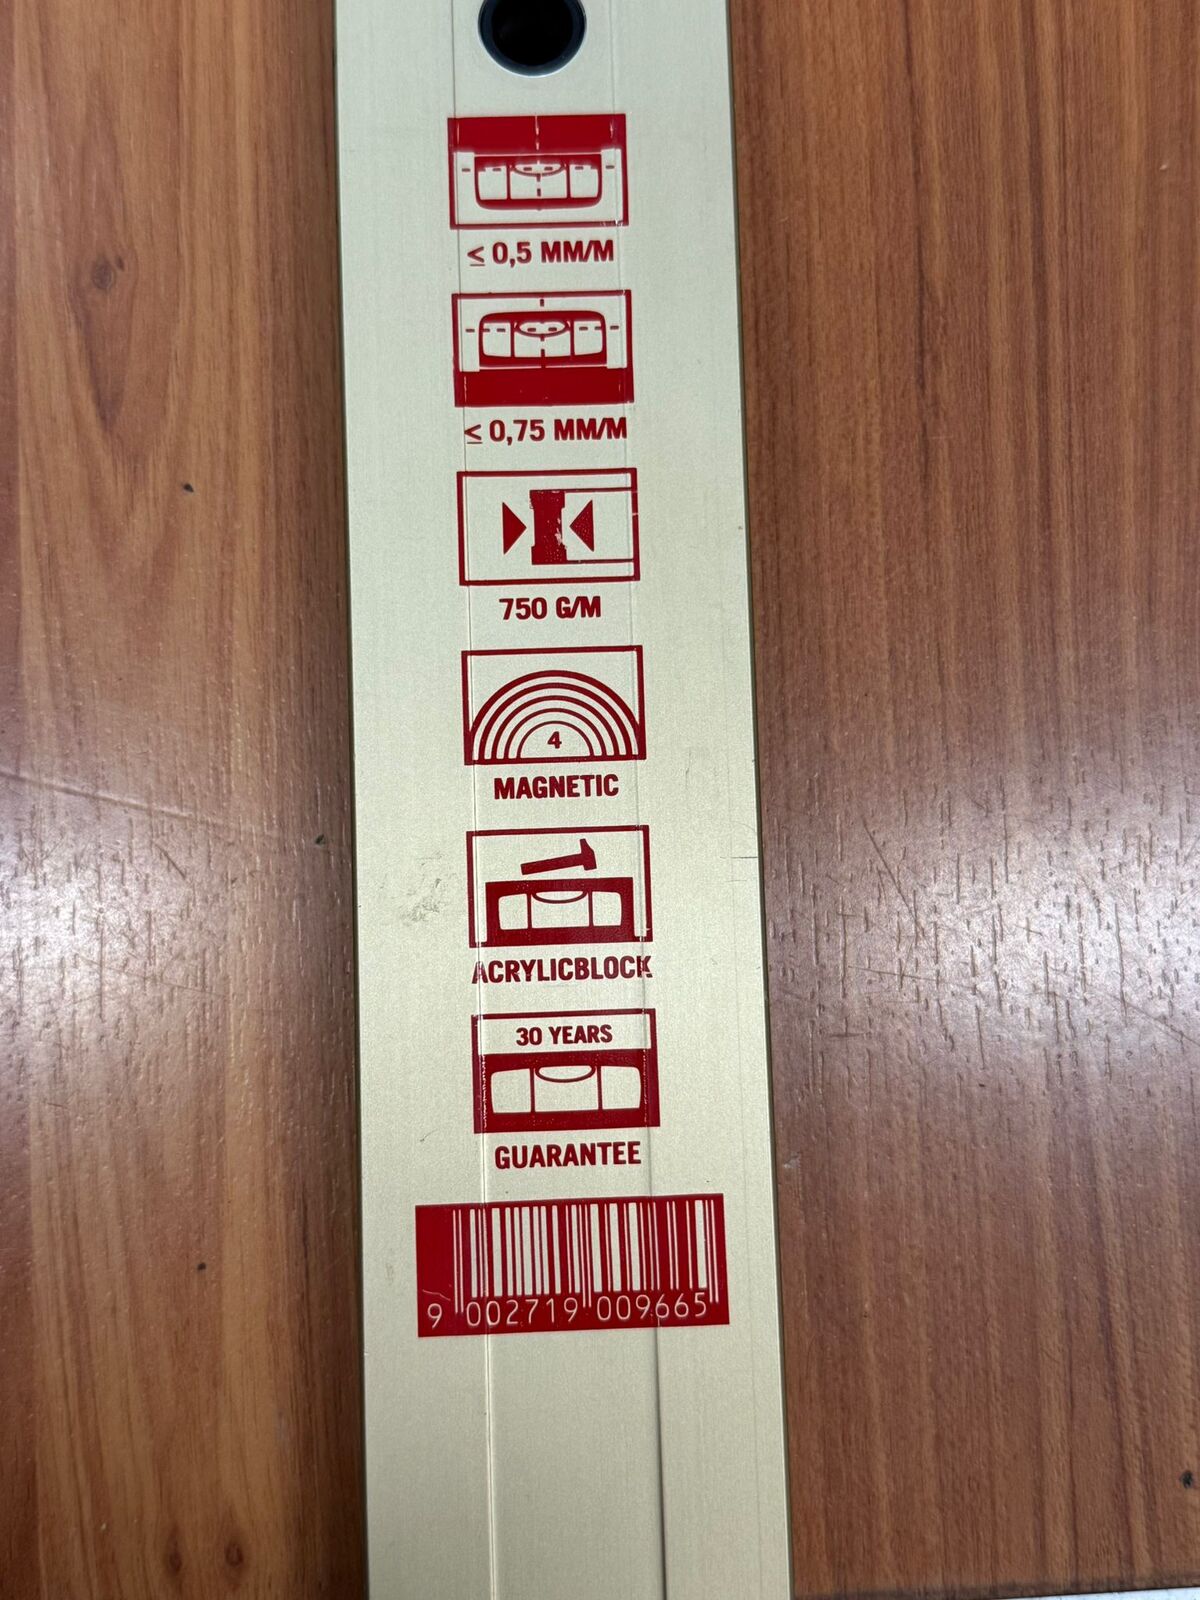 ≤ 0,5 MM/M
≤ 0,75 MM/M
750 G/M
4
MAGNETIC
ACRYLICBLOCK
30 YEARS
GUARANTEE
9 002719 009665